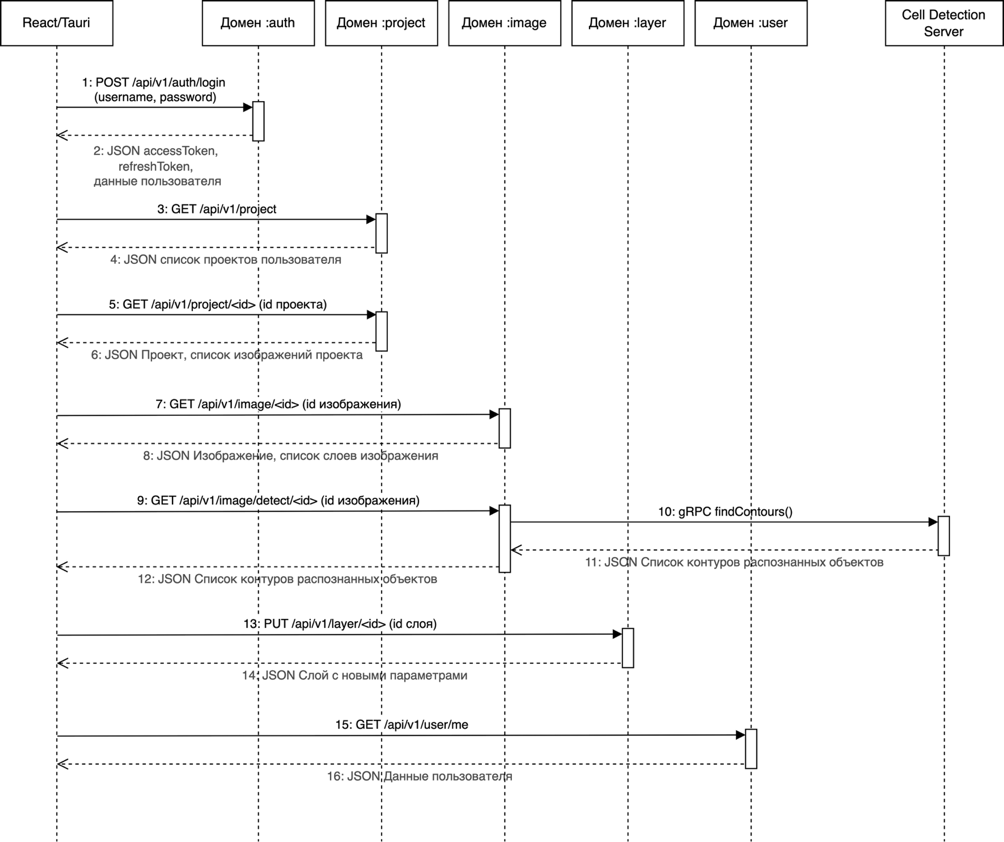 React/Tauri
Домен :auth
Домен :project
Домен :image
Домен :layer
Домен :user
Cell Detection
Server
1: POST /api/v1/auth/login
(username, password)
2: JSON accessToken,
refreshToken,
данные пользователя
3: GET /api/v1/project
4: JSON список проектов пользователя
5: GET /api/v1/project/<id> (id проекта)
6: JSON Проект, список изображений проекта
7: GET /api/v1/image/<id> (id изображения)
8: JSON Изображение, список слоев изображения
9: GET /api/v1/image/detect/<id> (id изображения)
10: gRPC findContours()
11: JSON Список контуров распознанных объектов
12: JSON Список контуров распознанных объектов
13: PUT /api/v1/layer/<id> (id слоя)
14: JSON Слой с новыми параметрами
15: GET /api/v1/user/me
16: JSON Данные пользователя